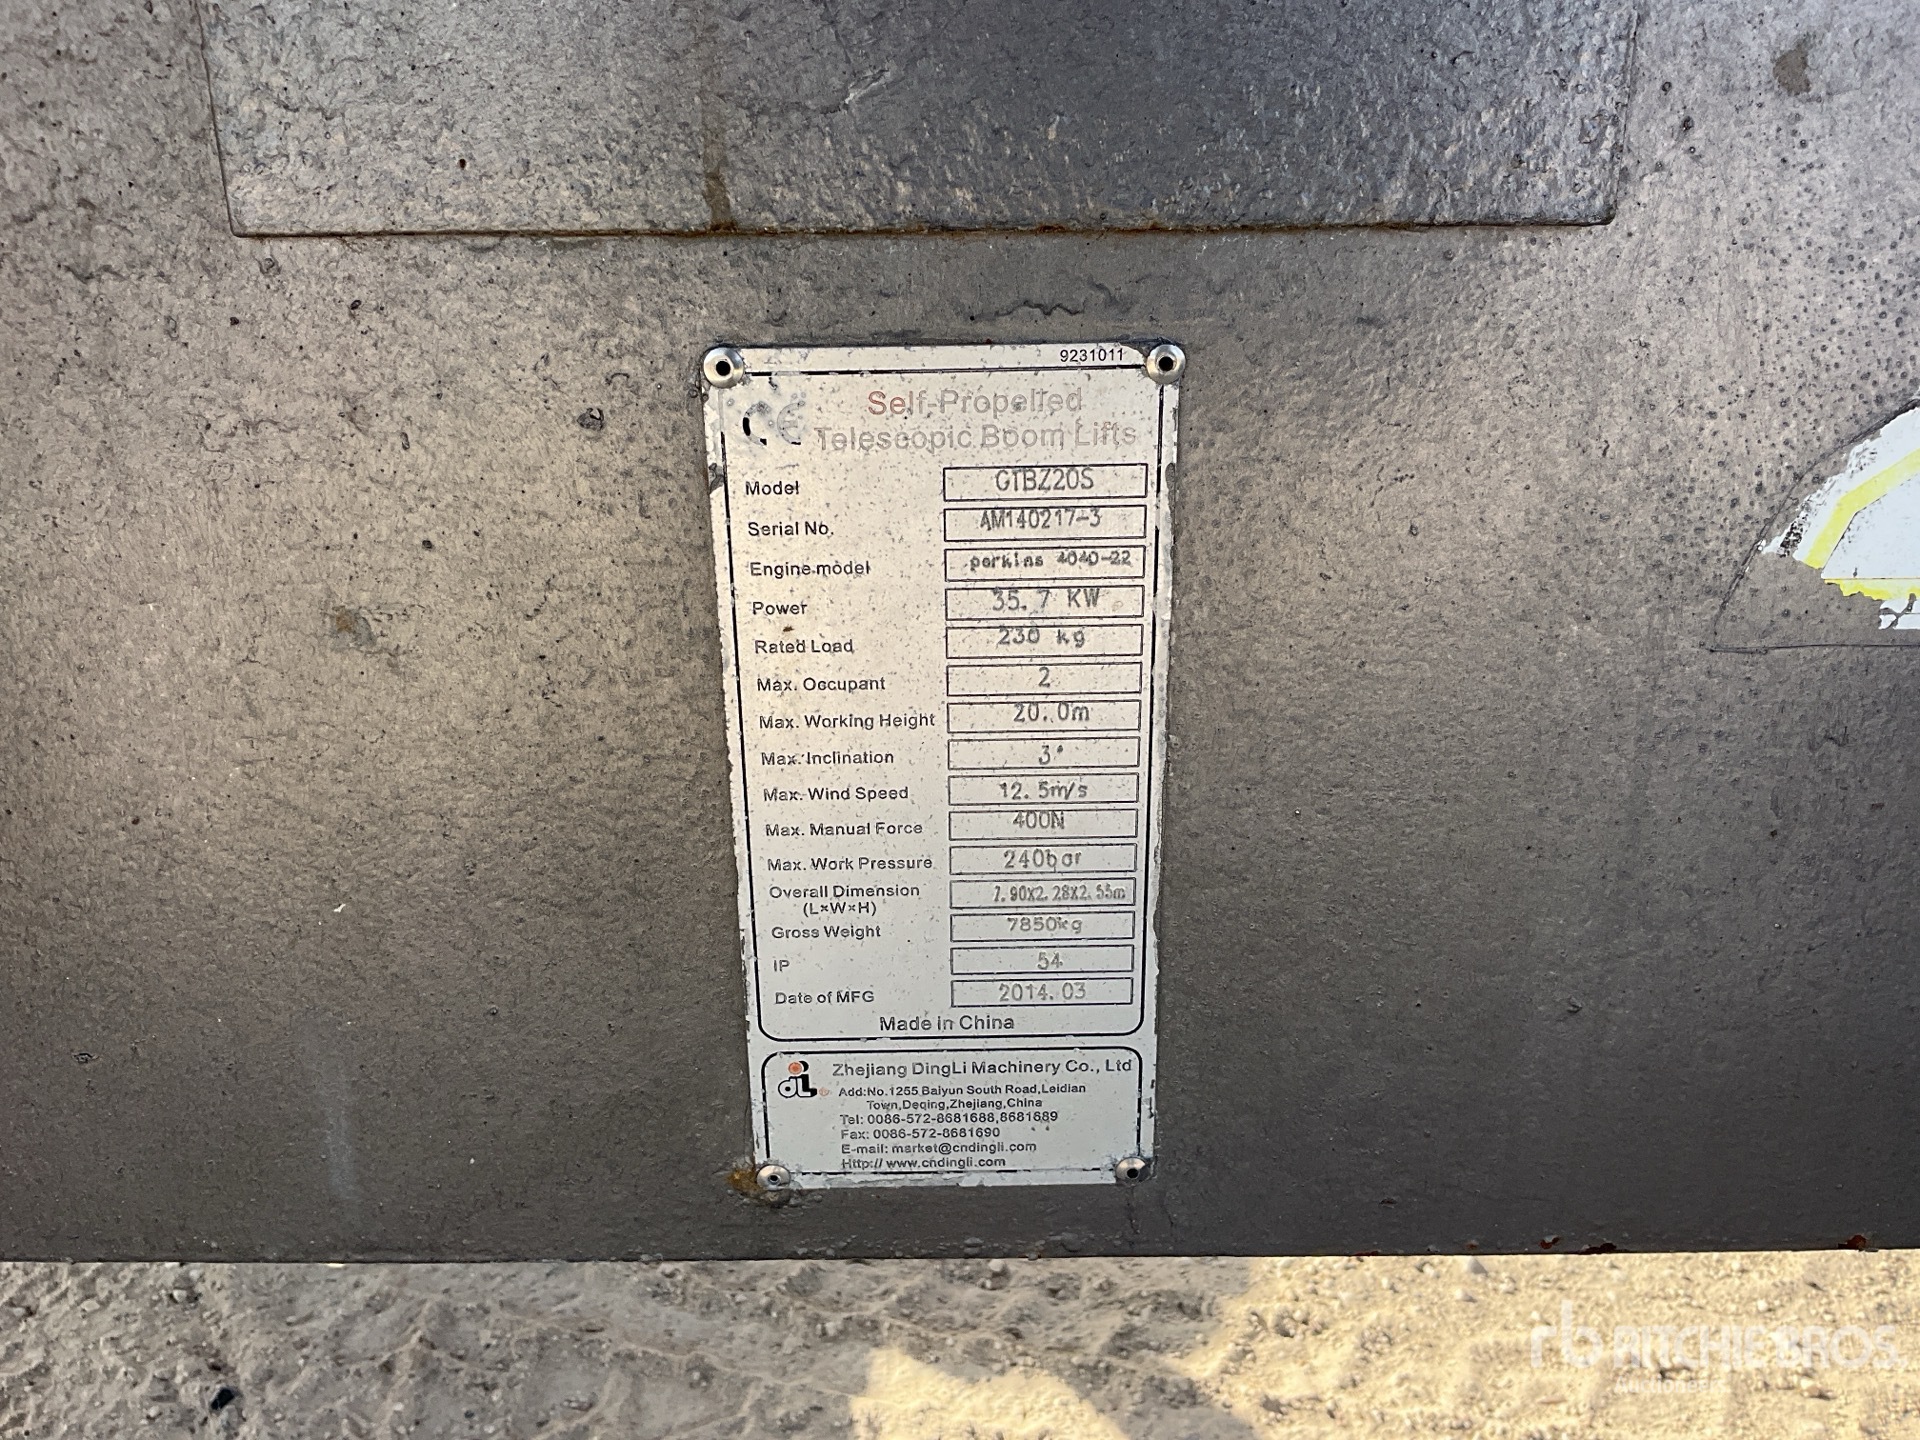 9231011
CE Self-Propelled
Telescopic Boom Lifts
Model GTBZ20S
Serial No. AM140217-3
Engine model perkins 4040-22
Power 35.7 KW
Rated Load 230 kg
Max. Occupant 2
Max. Working Height 20.0m
Max. Inclination 3°
Max. Wind Speed 12.5m/s
Max. Manual Force 400N
Max. Work Pressure 240bar
Overall Dimension
(L×W×H) 7.90X2.28X2.55m
Gross Weight 7850kg
IP 54
Date of MFG 2014.03
Made in China
dL Zhejiang DingLi Machinery Co., Ltd
Add:No.1255 Baiyun South Road,Leidian
Town,Deqing,Zhejiang,China
Tel: 0086-572-8681688,8681689
Fax: 0086-572-8681690
E-mail: market@cndingli.com
Http:// www.cndingli.com
rb RITCHIE BROS.
Auctioneers